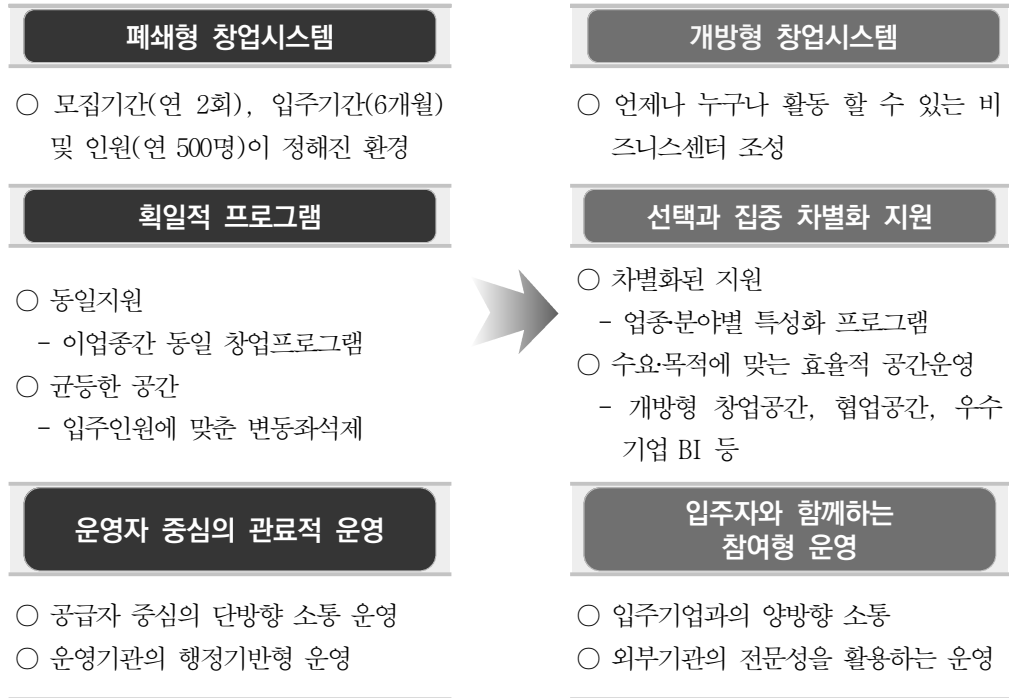 폐쇄형 창업시스템
○ 모집기간(연 2회), 입주기간(6개월)
및 인원(연 500명)이 정해진 환경
획일적 프로그램
○ 동일지원
- 이업종간 동일 창업프로그램
○ 균등한 공간
- 입주인원에 맞춘 변동좌석제
운영자 중심의 관료적 운영
○ 공급자 중심의 단방향 소통 운영
○ 운영기관의 행정기반형 운영
개방형 창업시스템
○ 언제나 누구나 활동 할 수 있는 비
즈니스센터 조성
선택과 집중 차별화 지원
○ 차별화된 지원
- 업종·분야별 특성화 프로그램
○ 수요·목적에 맞는 효율적 공간운영
- 개방형 창업공간, 협업공간, 우수
기업 BI 등
입주자와 함께하는
참여형 운영
○ 입주기업과의 양방향 소통
○ 외부기관의 전문성을 활용하는 운영